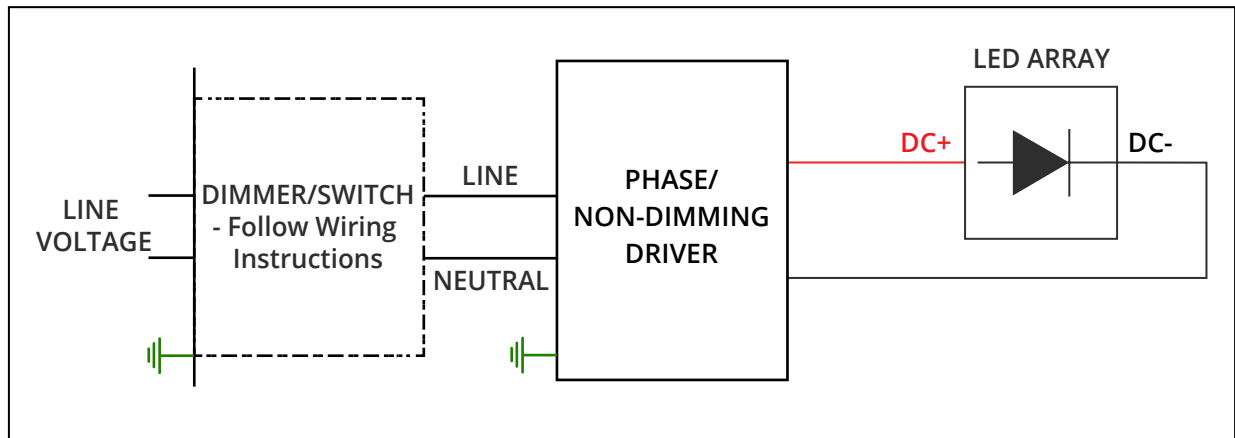 LINE
VOLTAGE
DIMMER/SWITCH
- Follow Wiring
Instructions
LINE
NEUTRAL
PHASE/
NON-DIMMING
DRIVER
LED ARRAY
DC+
DC-